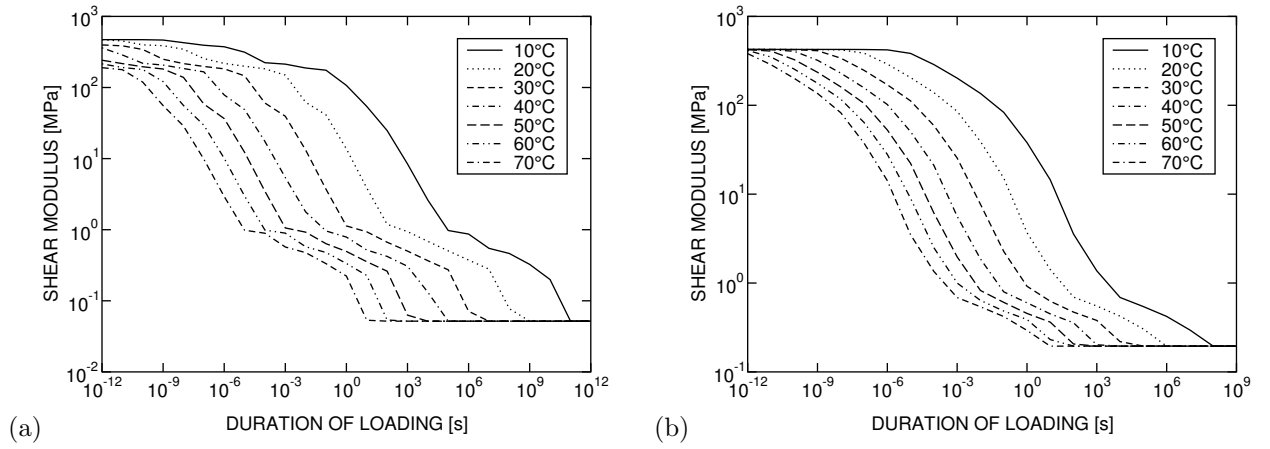 10³
10²
10¹
10⁰
10⁻¹
10⁻²
SHEAR MODULUS [MPa]
10°C
20°C
30°C
40°C
50°C
60°C
70°C
10⁻¹² 10⁻⁹ 10⁻⁶ 10⁻³ 10⁰ 10³ 10⁶ 10⁹ 10¹²
DURATION OF LOADING [s]
(a)
10³
10²
10¹
10⁰
10⁻¹
SHEAR MODULUS [MPa]
10°C
20°C
30°C
40°C
50°C
60°C
70°C
10⁻¹² 10⁻⁹ 10⁻⁶ 10⁻³ 10⁰ 10³ 10⁶ 10⁹
DURATION OF LOADING [s]
(b)